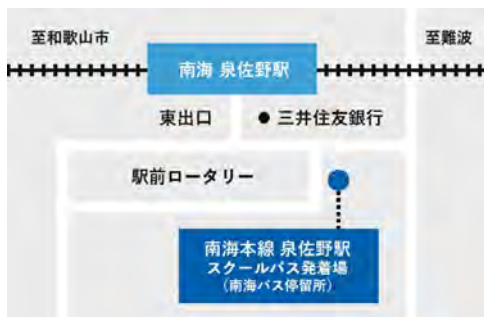 至和歌山市
至難波
南海 泉佐野駅
東出口
● 三井住友銀行
駅前ロータリー
南海本線 泉佐野駅
スクールバス発着場
(南海バス停留所)